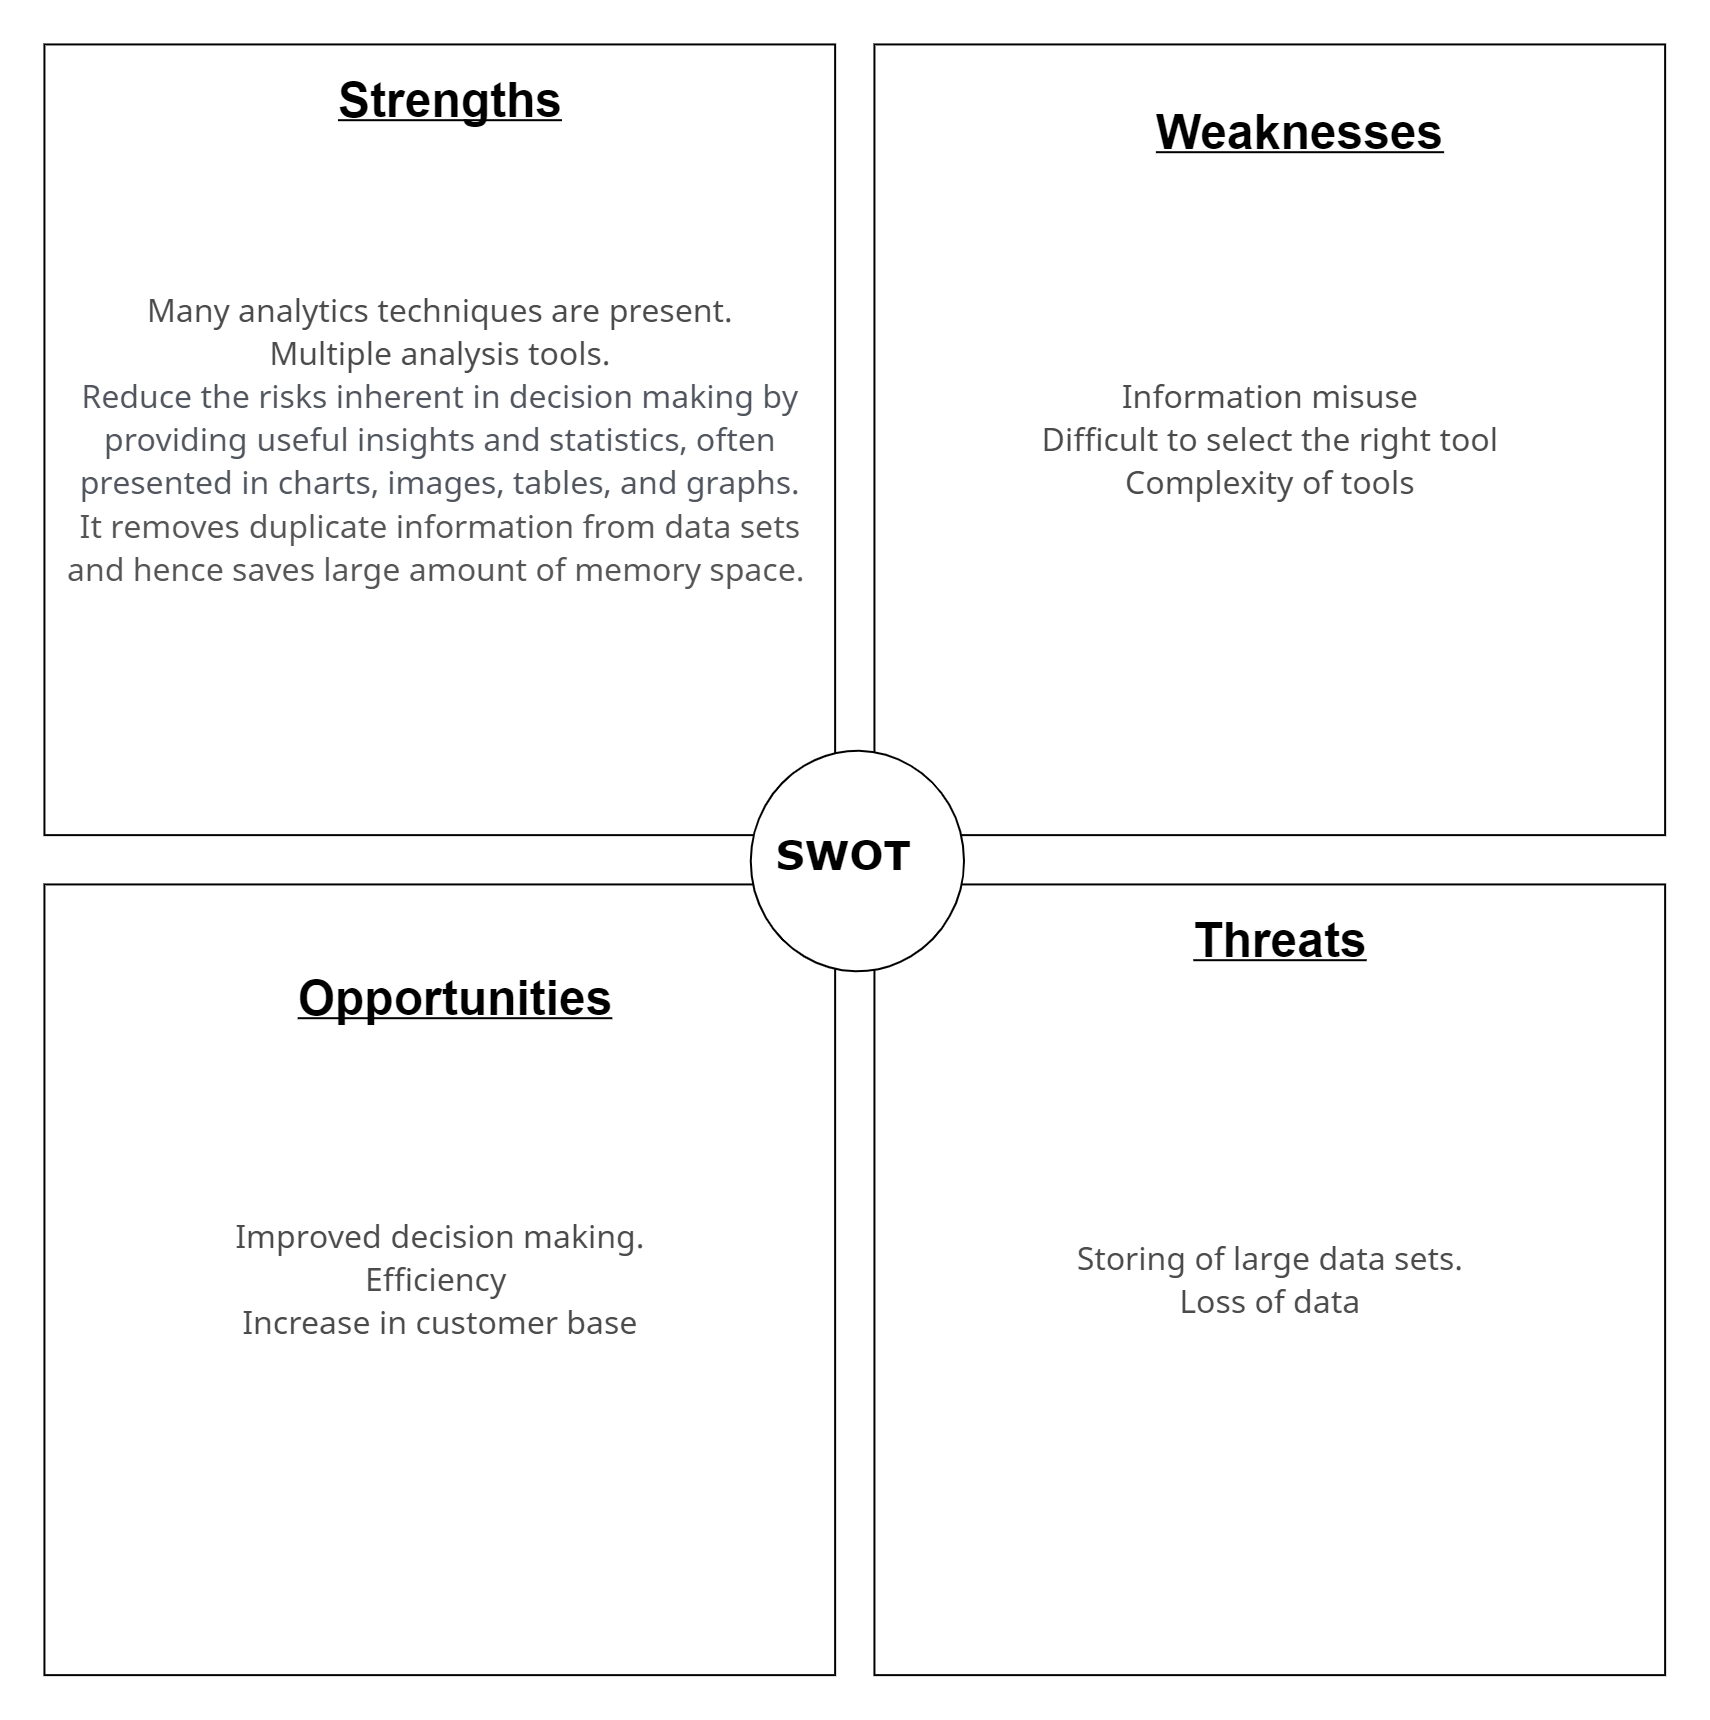 Strengths
Many analytics techniques are present.
Multiple analysis tools.
Reduce the risks inherent in decision making by
providing useful insights and statistics, often
presented in charts, images, tables, and graphs.
It removes duplicate information from data sets
and hence saves large amount of memory space.
Weaknesses
Information misuse
Difficult to select the right tool
Complexity of tools
SWOT
Opportunities
Improved decision making.
Efficiency
Increase in customer base
Threats
Storing of large data sets.
Loss of data